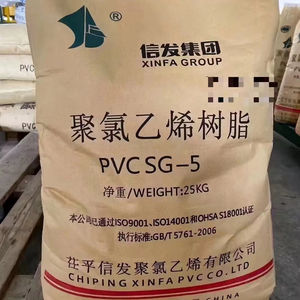 ®
信发集团
XINFA GROUP
聚氯乙烯树脂
PVC SG-5
净重/WEIGHT:25KG
本公司已通过ISO9001、ISO14001和OHSA S18001认证
执行标准:GB/T 5761-2006
茌平信发聚氯乙烯有限公司
CHIPING XINFA PVC CO.,LTD
CHINA